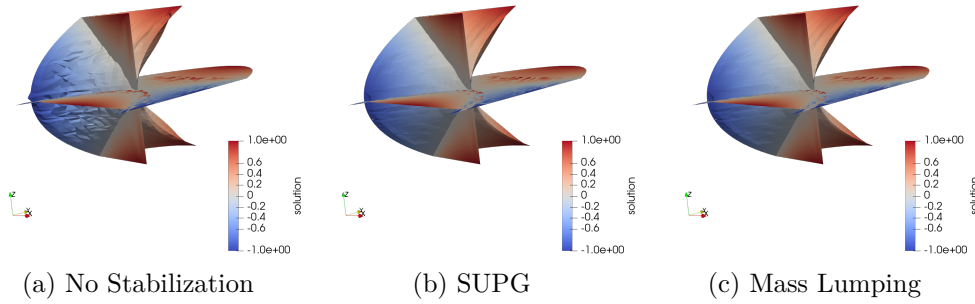 1.0e+00
0.6
0.4
0.2
0
-0.2
-0.4
-0.6
-1.0e+00
solution
Z
X
(a) No Stabilization
1.0e+00
0.6
0.4
0.2
0
-0.2
-0.4
-0.6
-1.0e+00
solution
Z
X
(b) SUPG
1.0e+00
0.6
0.4
0.2
0
-0.2
-0.4
-0.6
-1.0e+00
solution
Z
X
(c) Mass Lumping